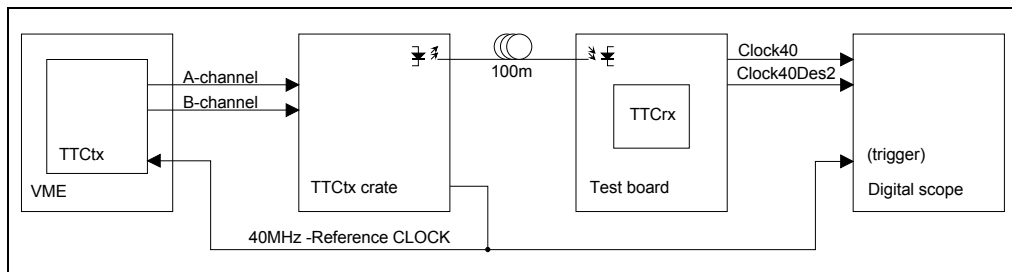 A-channel
B-channel
TTCtx
VME
TTCtx crate
100m
TTCrx
Test board
Clock40
Clock40Des2
(trigger)
Digital scope
40MHz -Reference CLOCK